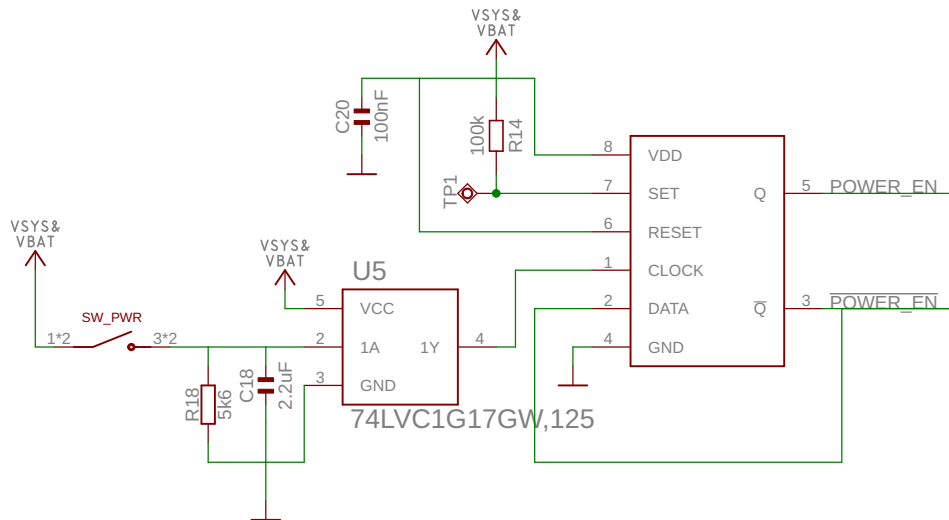 VSYS&
VBAT
C20
100nF
100k
R14
TP1
8
VDD
7
SET
Q
5
POWER_EN
6
RESET
1
CLOCK
2
DATA
Q
3
POWER_EN
4
GND
VSYS&
VBAT
SW_PWR
1*2
3*2
VSYS&
VBAT
U5
5
VCC
2
1A
1Y
4
3
GND
R18
5k6
C18
2.2uF
74LVC1G17GW,125